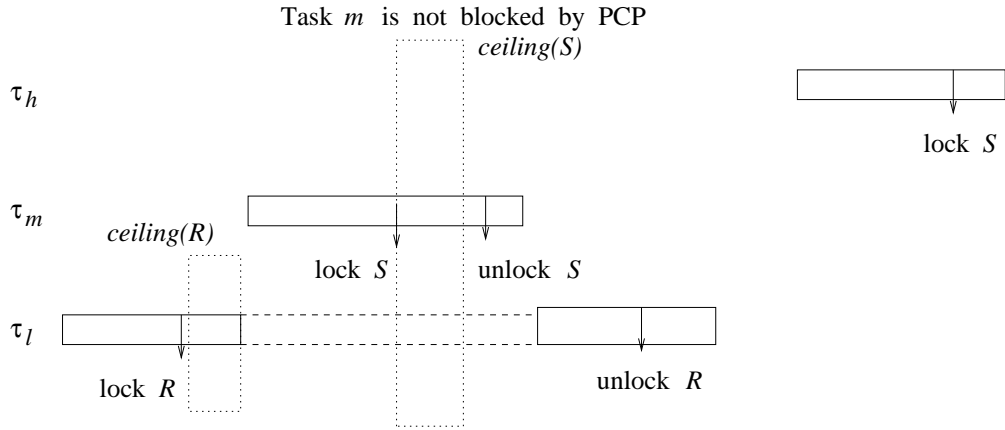 Task m is not blocked by PCP
ceiling(S)
τh
lock S
τm
ceiling(R)
lock S
unlock S
τl
lock R
unlock R